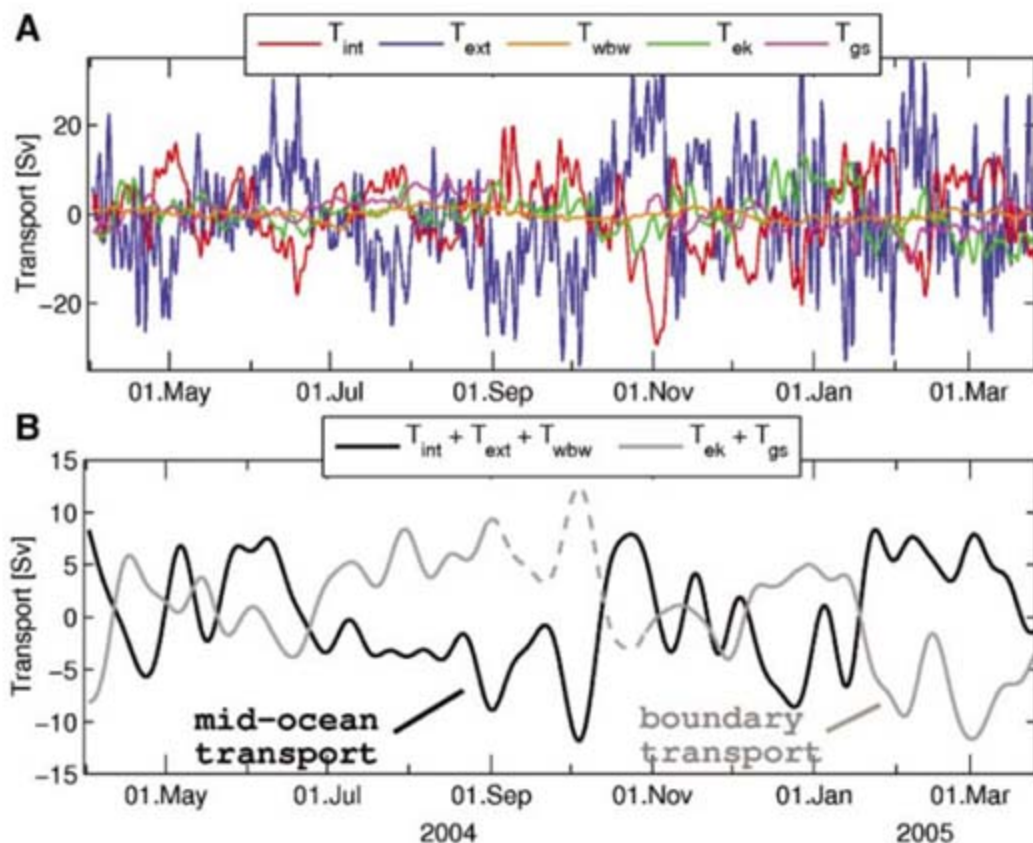 A
T_int T_ext T_wbw T_ek T_gs
Transport [Sv]
20
0
−20
01.May 01.Jul 01.Sep 01.Nov 01.Jan 01.Mar
B
T_int + T_ext + T_wbw T_ek + T_gs
Transport [Sv]
15
10
5
0
−5
−10
−15
mid-ocean
transport
boundary
transport
01.May 01.Jul 01.Sep 01.Nov 01.Jan 01.Mar
2004 2005